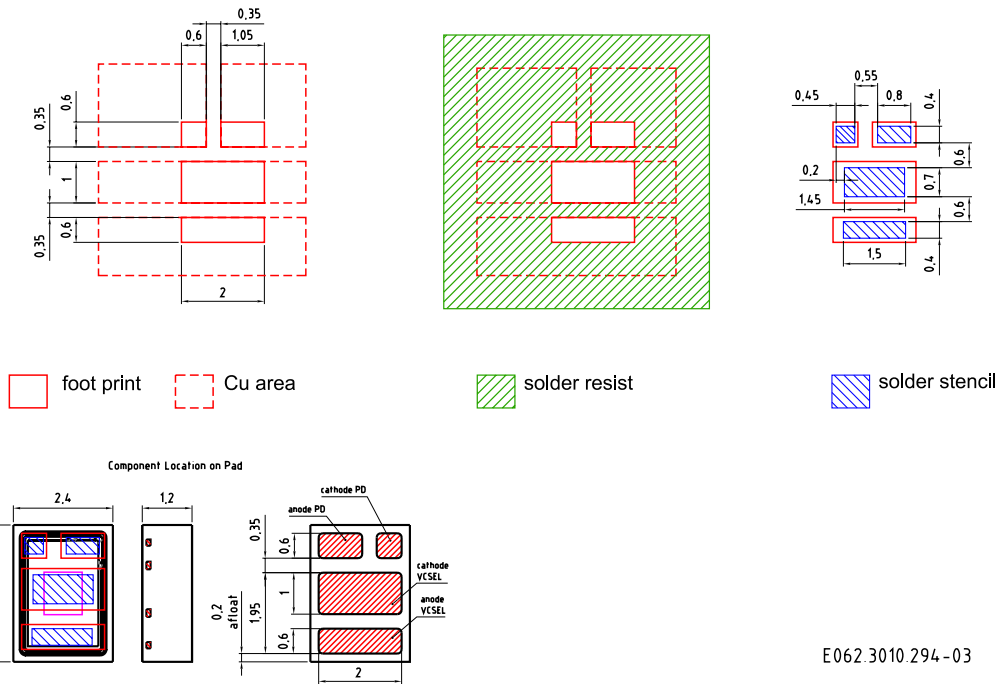 0,35
0,6 1,05
0,35
0,6
1
0,6
0,35
2
0,55
0,45 0,8
0,4
0,6
0,2
0,7
1,45
0,6
1,5
0,4
foot print
Cu area
solder resist
solder stencil
Component Location on Pad
2,4
1,2
cathode PD
anode PD
0,35
0,6
cathode
VCSEL
1
1,95
anode
VCSEL
0,2
afloat
0,6
2
E062.3010.294-03